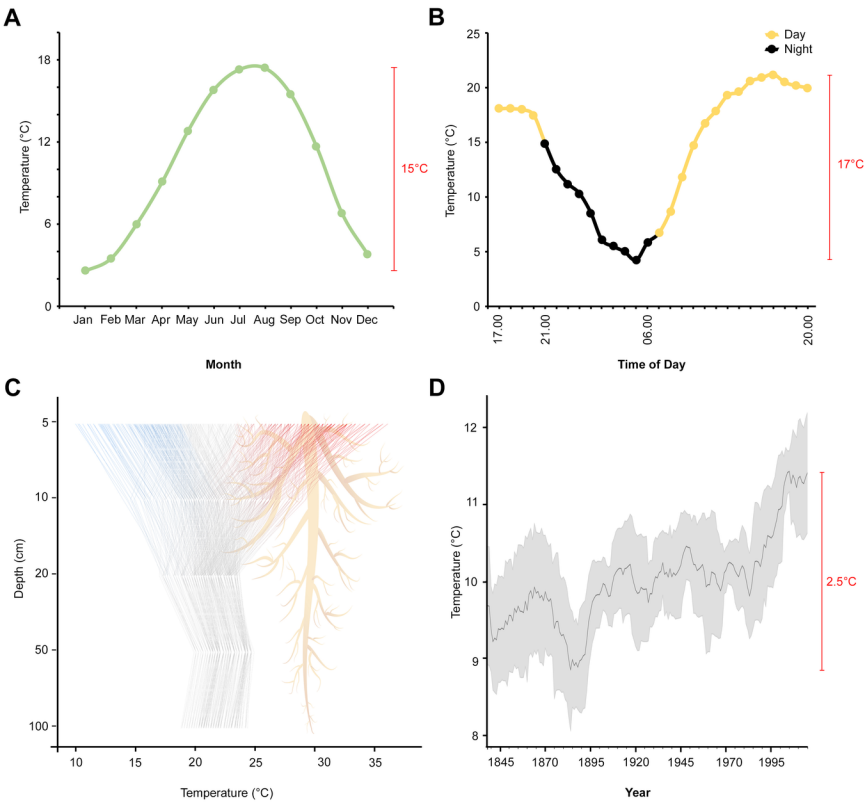 A
18
12
6
0
Temperature (°C)
Jan Feb Mar Apr May Jun Jul Aug Sep Oct Nov Dec
Month
15°C
B
25
20
15
10
5
0
Temperature (°C)
Day
Night
17.00 21.00 06.00 20.00
Time of Day
17°C
C
5
10
20
50
100
Depth (cm)
10 15 20 25 30 35
Temperature (°C)
D
12
11
10
9
8
Temperature (°C)
1845 1870 1895 1920 1945 1970 1995
Year
2.5°C